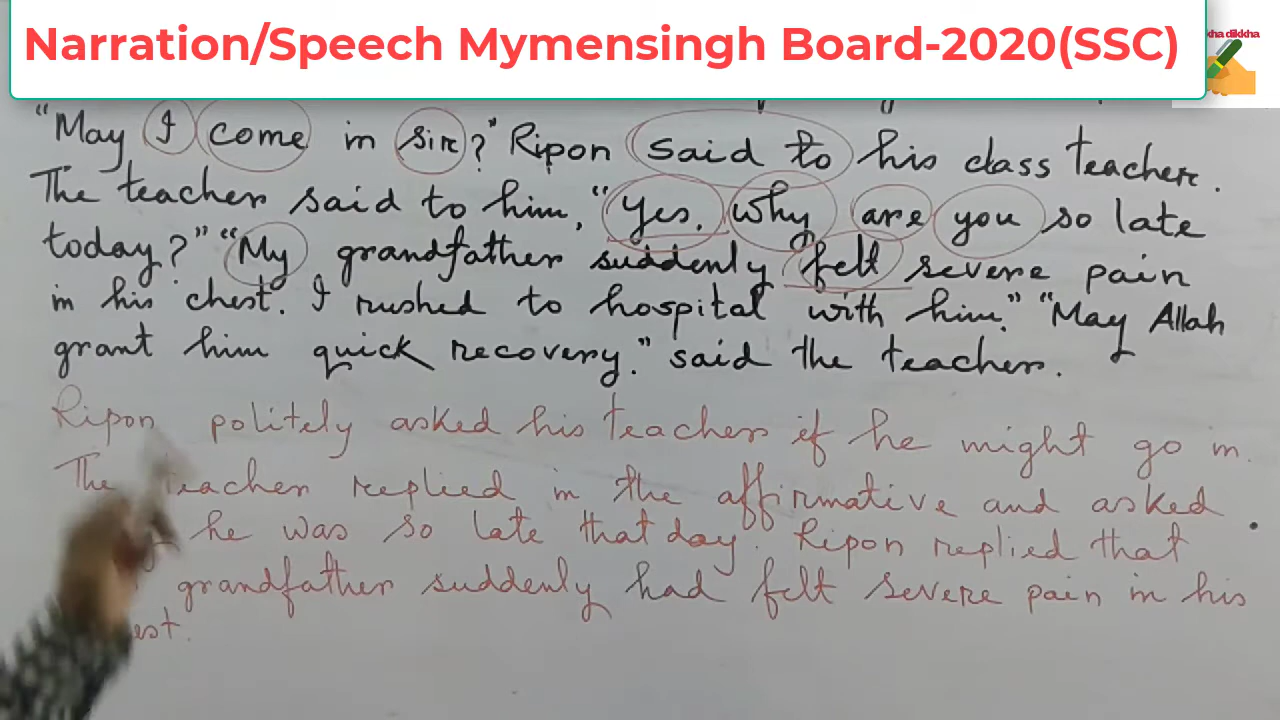 Narration/Speech Mymensingh Board-2020(SSC)
"May I come in sir?" Ripon said to his class teacher.
The teacher said to him, "Yes, why are you so late
today?" "My grandfather suddenly felt severe pain
in his chest. I rushed to hospital with him." "May Allah
grant him quick recovery." said the teacher.
Ripon politely asked his teacher if he might go in.
The teacher replied in the affirmative and asked
he was so late that day. Ripon replied that
grandfather suddenly had felt severe pain in his
est.